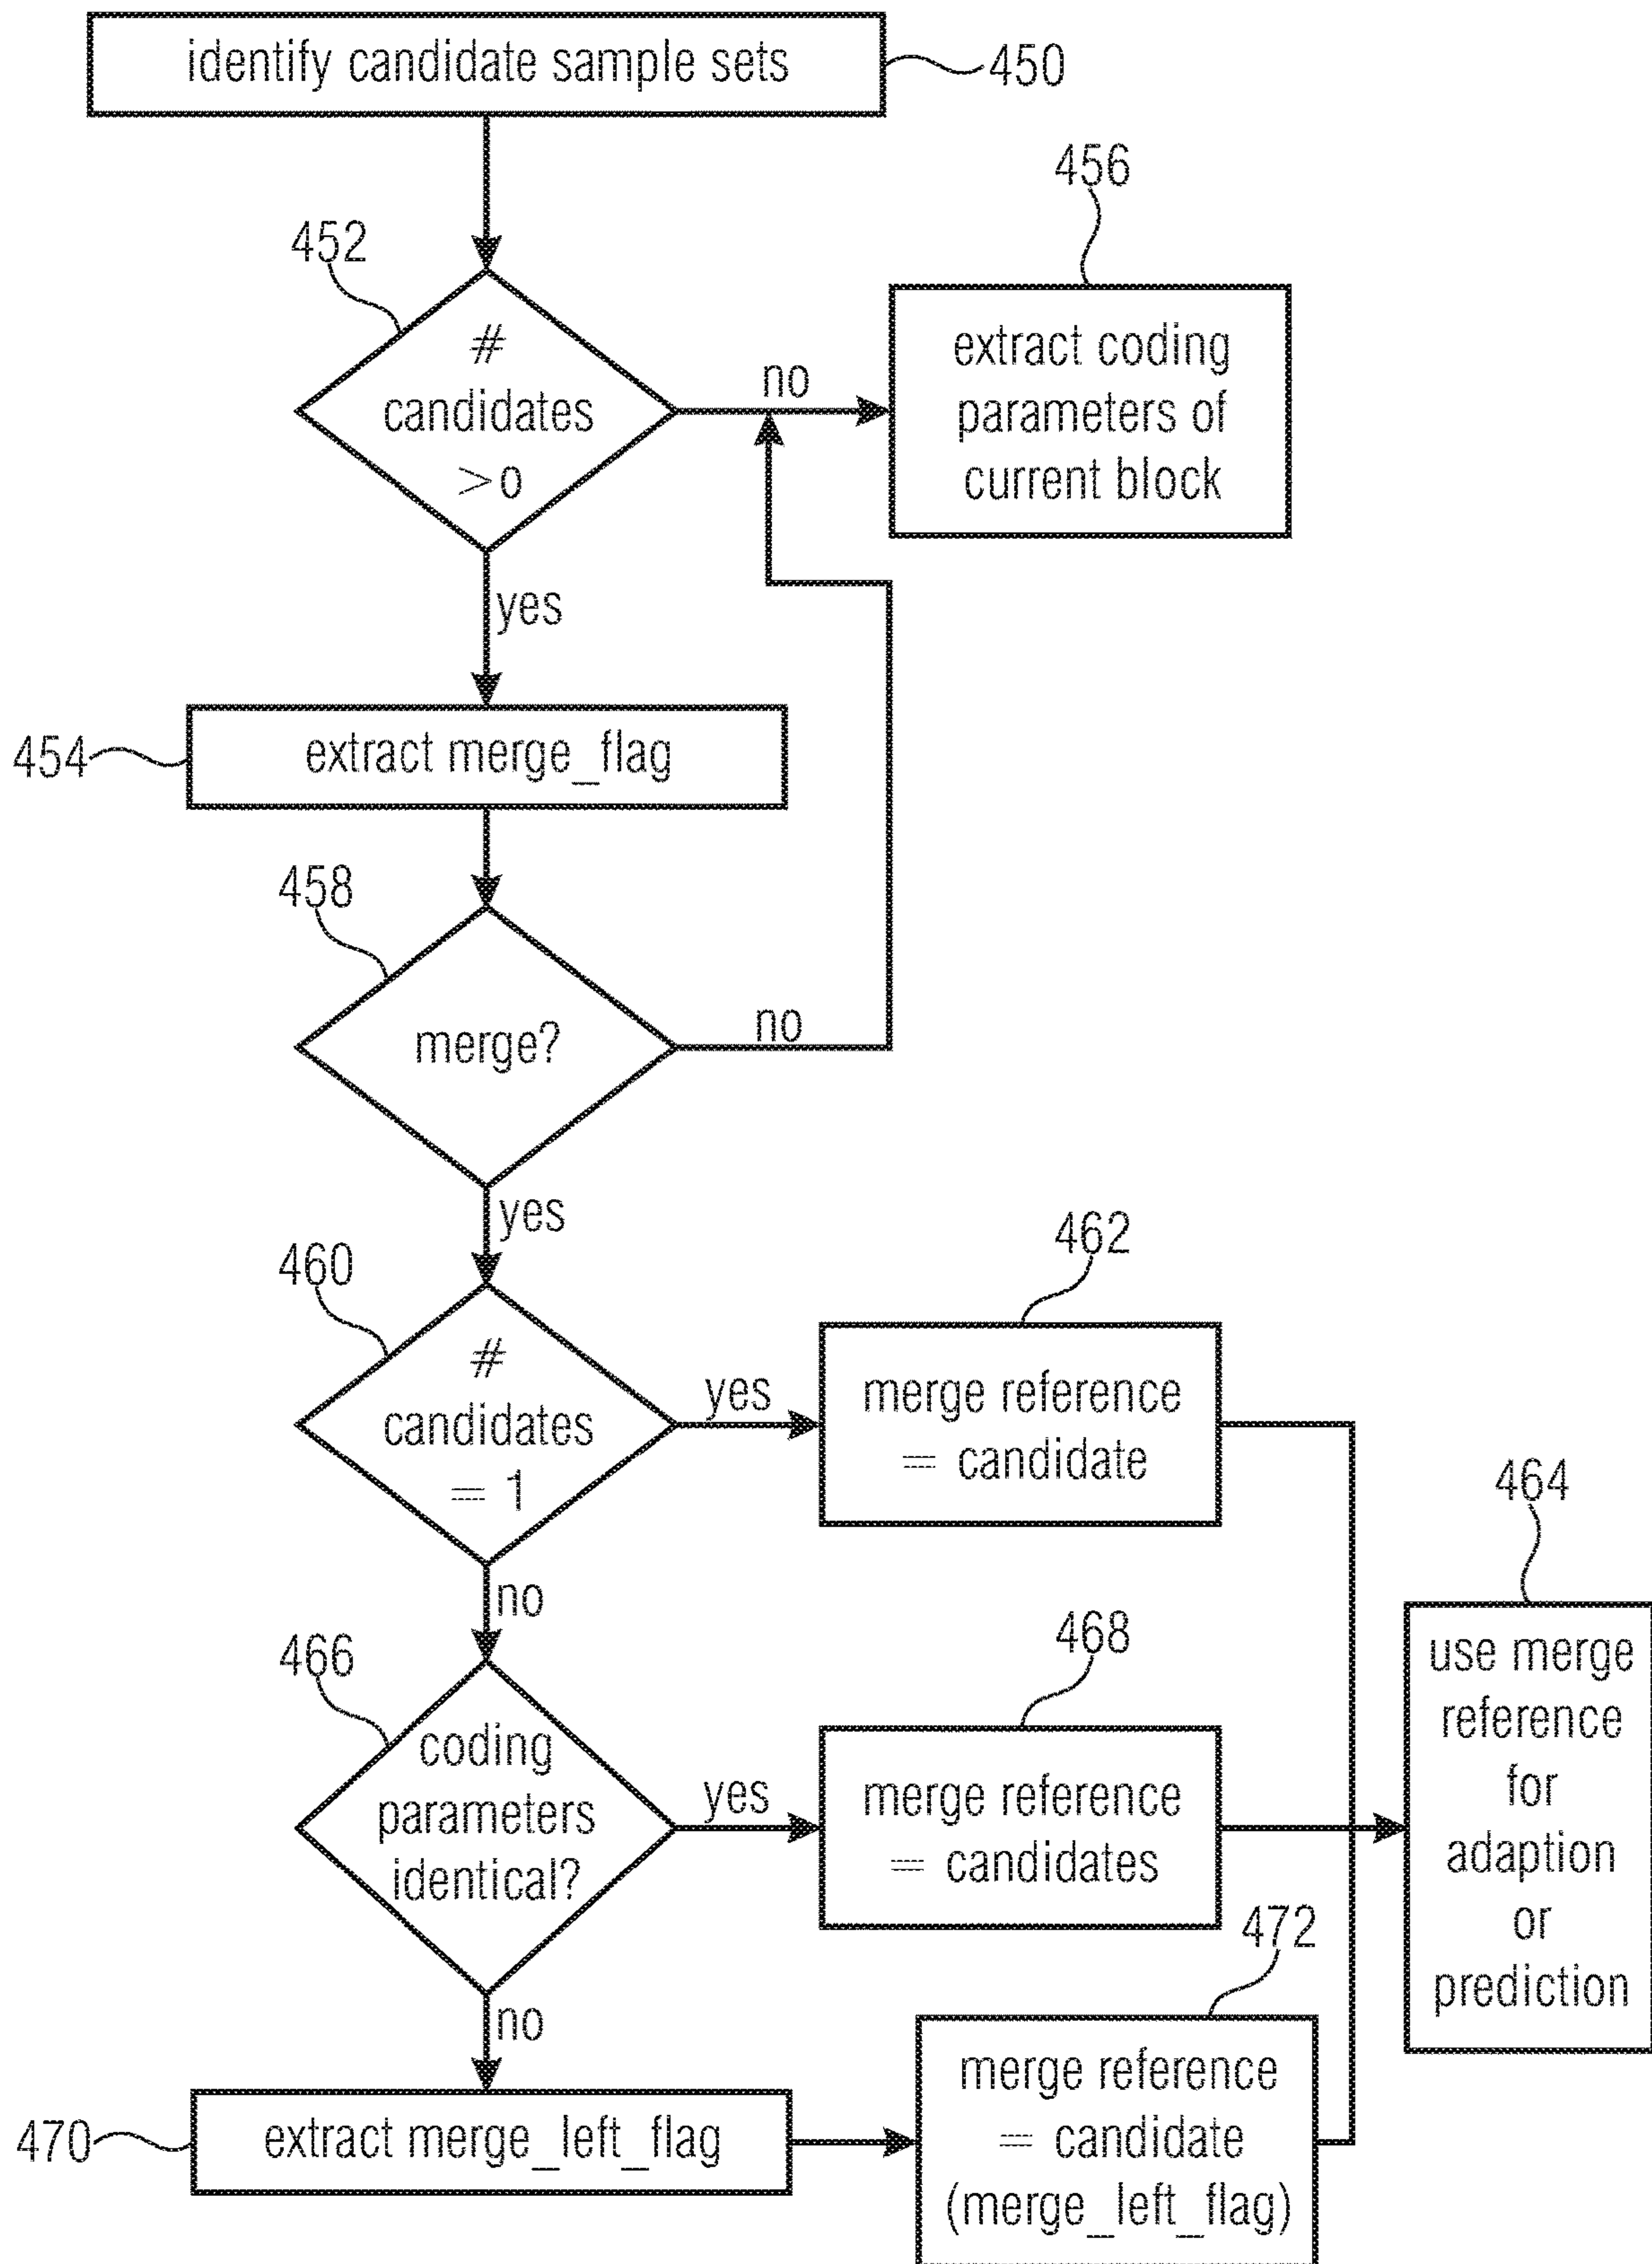 identify candidate sample sets
450
456
452
#
candidates
>o
no
extract coding
parameters of
current block
yes
454
extract merge_flag
458
merge?
no
yes
460
462
#
candidates
= 1
yes
merge reference
= candidate
464
no
466
468
coding
parameters
identical?
yes
merge reference
= candidates
use merge
reference
for
adaption
or
prediction
472
no
470
extract merge_left_flag
merge reference
= candidate
(merge_left_flag)